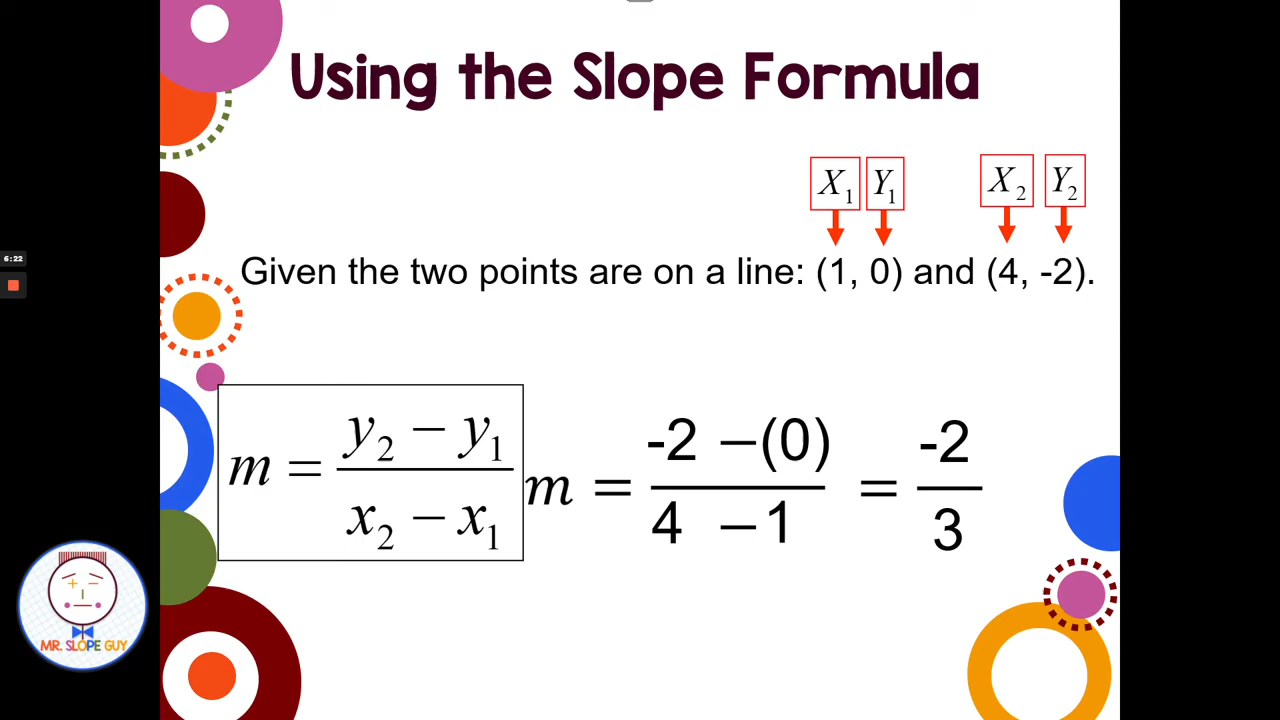 Using the Slope Formula
X₁ Y₁ X₂ Y₂
6:22
Given the two points are on a line: (1, 0) and (4, -2).
m = (y₂ − y₁)/(x₂ − x₁) m = (-2 −(0))/(4 −1) = -2/3
MR. SLOPE GUY